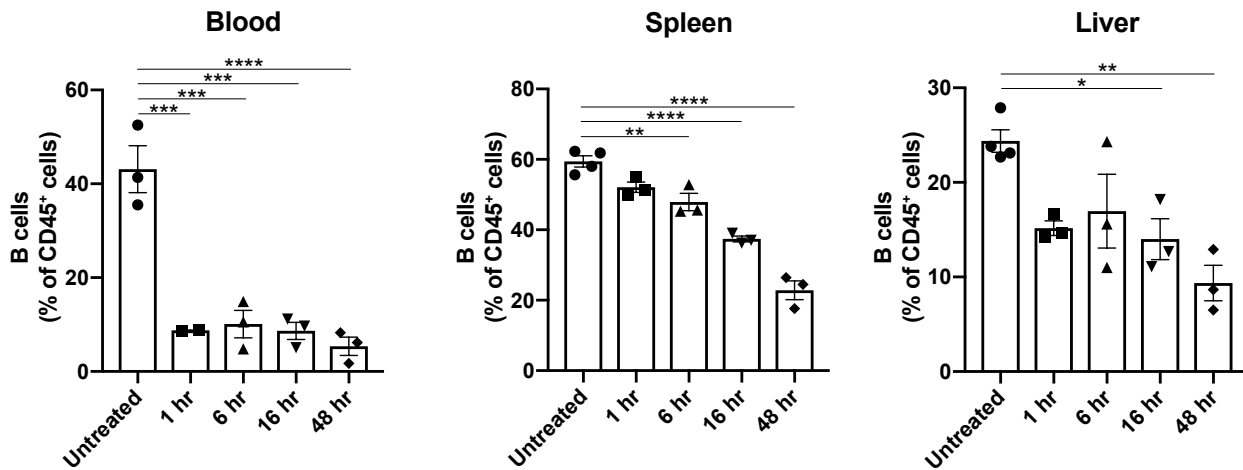 Blood
****
***
***
***
60
40
20
0
B cells
(% of CD45⁺ cells)
Untreated
1 hr
6 hr
16 hr
48 hr
Spleen
****
****
**
80
60
40
20
0
B cells
(% of CD45⁺ cells)
Untreated
1 hr
6 hr
16 hr
48 hr
Liver
**
*
30
20
10
0
B cells
(% of CD45⁺ cells)
Untreated
1 hr
6 hr
16 hr
48 hr